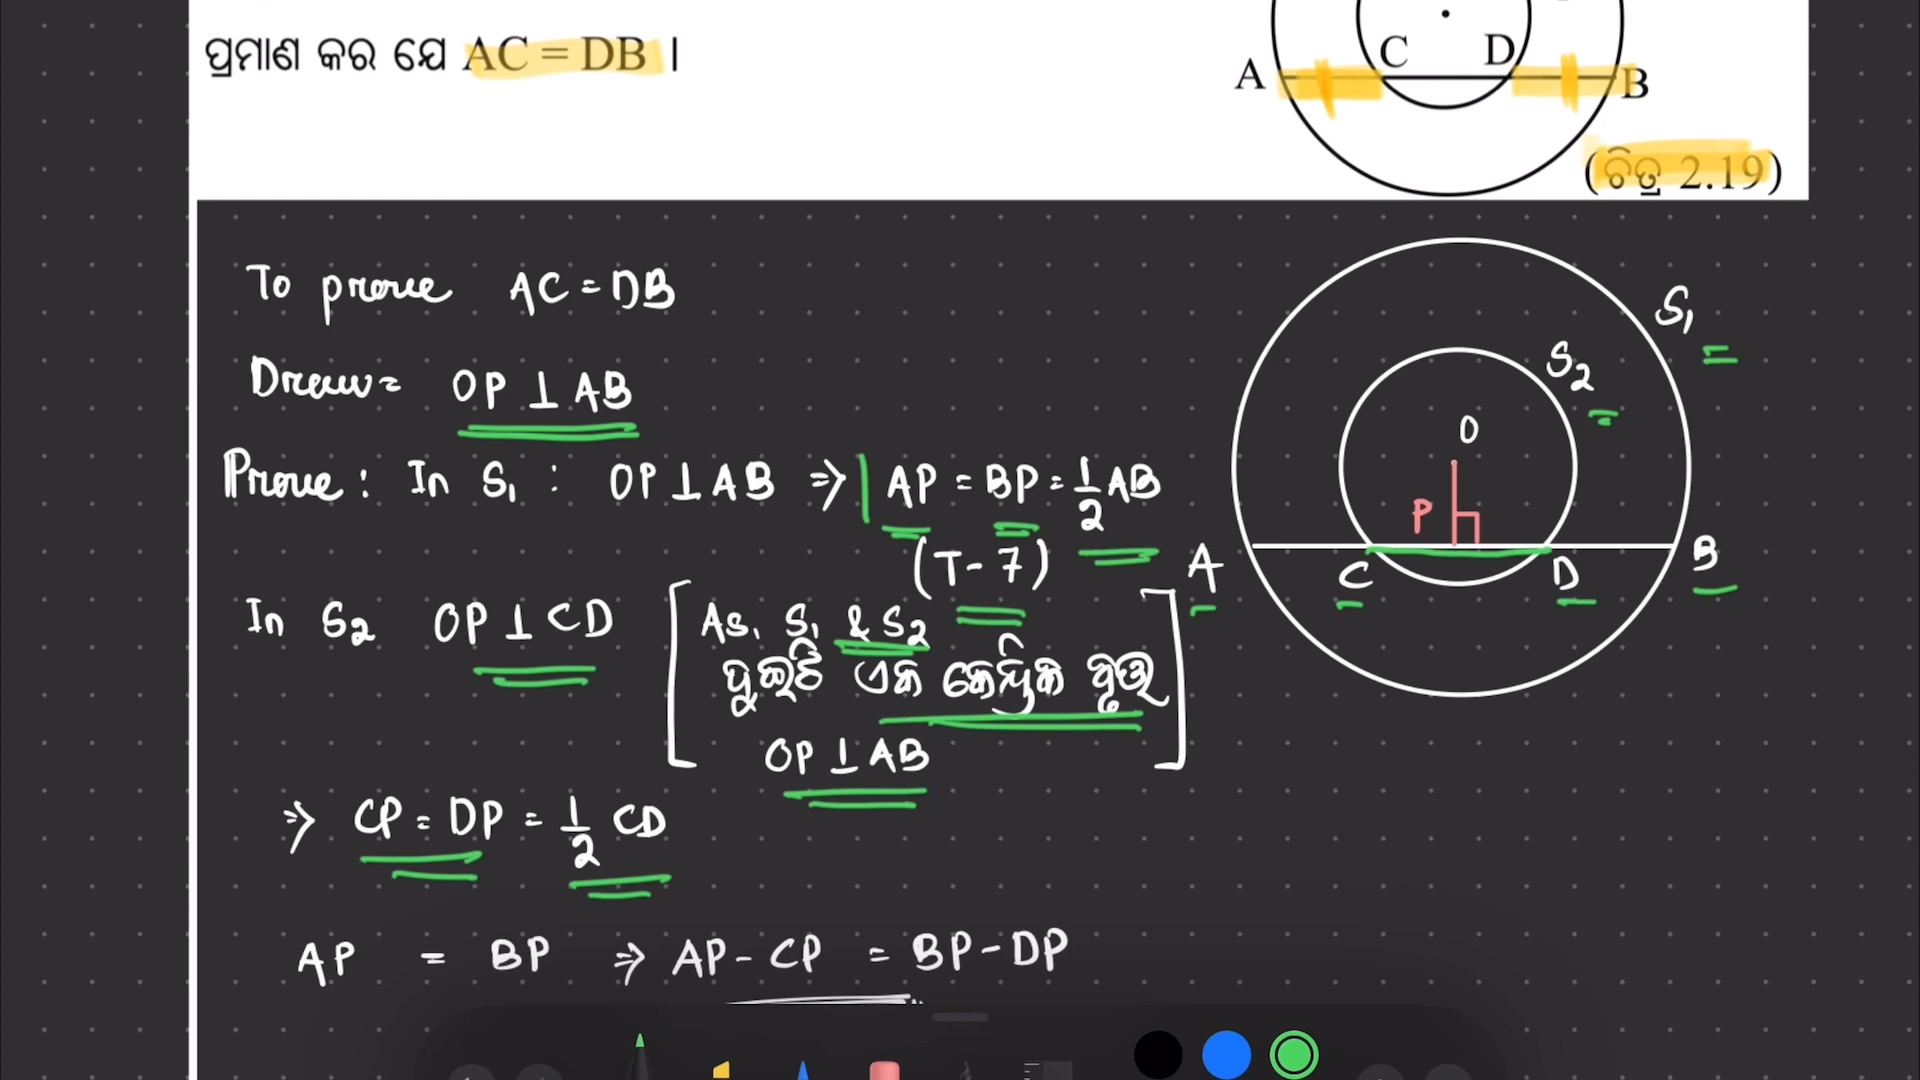 ପ୍ରମାଣ କର ଯେ AC = DB ।
C D
A B
(ଚିତ୍ର 2.19)
To prove AC = DB
Draw = OP ⊥ AB
Prove : In S₁ : OP ⊥ AB ⇒ | AP = BP = 1/2 AB
(T - 7)
In S₂ OP ⊥ CD [As, S₁ & S₂
ଦୁଇଟି ଏକ କେନ୍ଦ୍ରିକ ବୃତ୍ତ
OP ⊥ AB]
⇒ CP = DP = 1/2 CD
AP = BP ⇒ AP - CP = BP - DP
S₁
S₂
O
P
A C D B